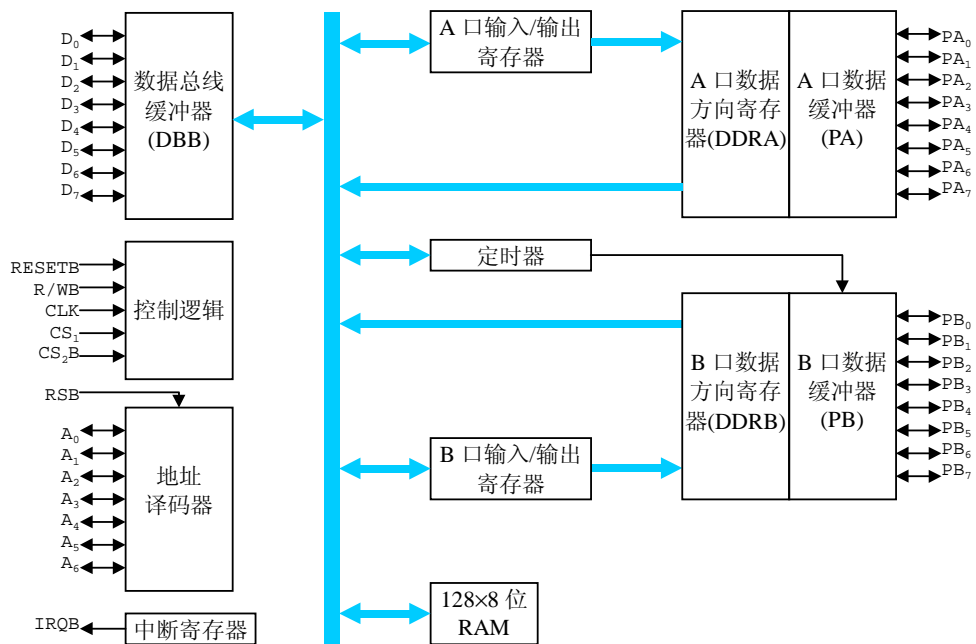 D₀
D₁
D₂
D₃
D₄
D₅
D₆
D₇
数据总线
缓冲器
(DBB)
RESETB
R/WB
CLK
CS₁
CS₂B
控制逻辑
RSB
A₀
A₁
A₂
A₃
A₄
A₅
A₆
地址
译码器
IRQB
中断寄存器
A 口输入/输出
寄存器
定时器
B 口输入/输出
寄存器
128×8 位
RAM
A 口数据
方向寄存
器(DDRA)
A 口数据
缓冲器
(PA)
PA₀
PA₁
PA₂
PA₃
PA₄
PA₅
PA₆
PA₇
B 口数据
方向寄存
器(DDRB)
B 口数据
缓冲器
(PB)
PB₀
PB₁
PB₂
PB₃
PB₄
PB₅
PB₆
PB₇